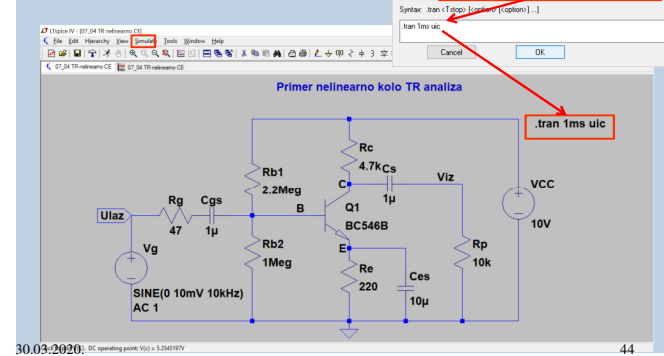 Syntax: .tran <Tstop> [<option> [<option>] ...]
.tran 1ms uic
Cancel
OK
LTspice IV - [07_04 TR nelinearno CE]
File Edit Hierarchy View Simulate Tools Window Help
07_04 TR nelinearno CE 07_04 TR nelinearno CE
Primer nelinearno kolo TR analiza
.tran 1ms uic
Rc
4.7k
Cs
1µ
Viz
C
Rb1
2.2Meg
VCC
10V
Rg
47
Cgs
1µ
Ulaz
B
Q1
BC546B
Vg
Rb2
1Meg
E
Rp
10k
Re
220
Ces
10µ
SINE(0 10mV 10kHz)
AC 1
30.03.2020.
DC operating point: V(c) = 5.3545197V
44